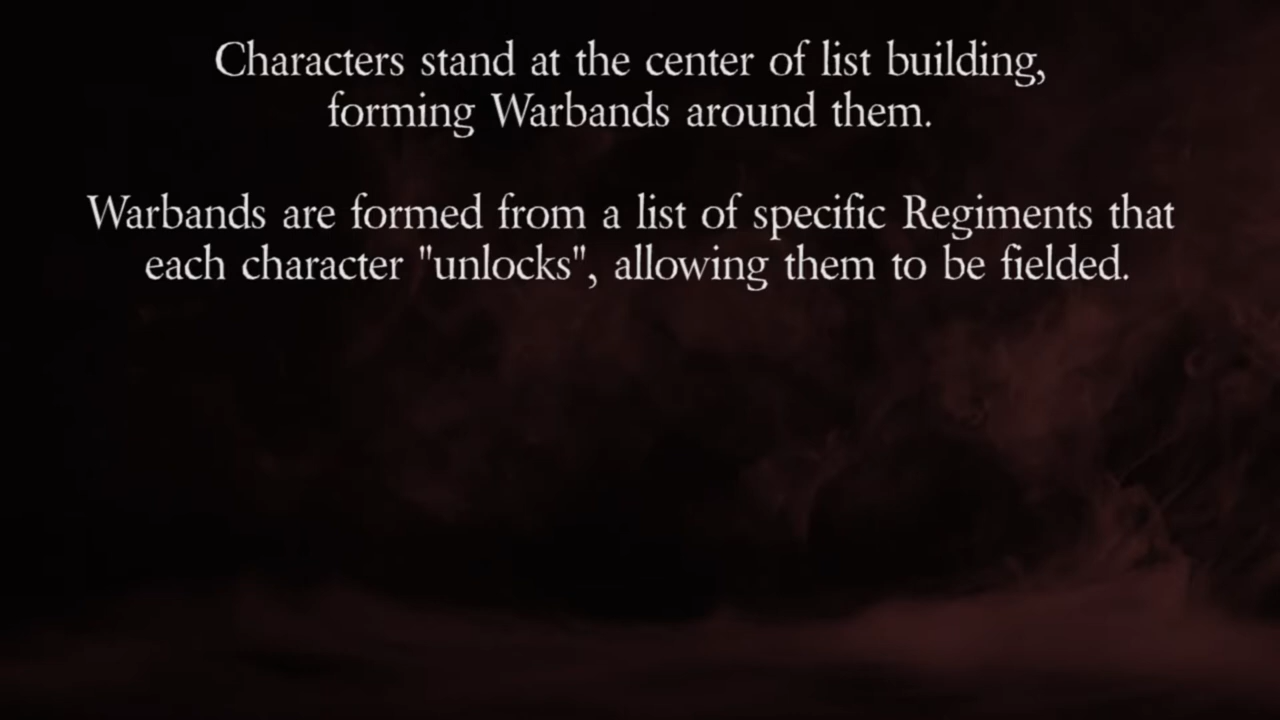 Characters stand at the center of list building,
forming Warbands around them.
Warbands are formed from a list of specific Regiments that
each character "unlocks", allowing them to be fielded.